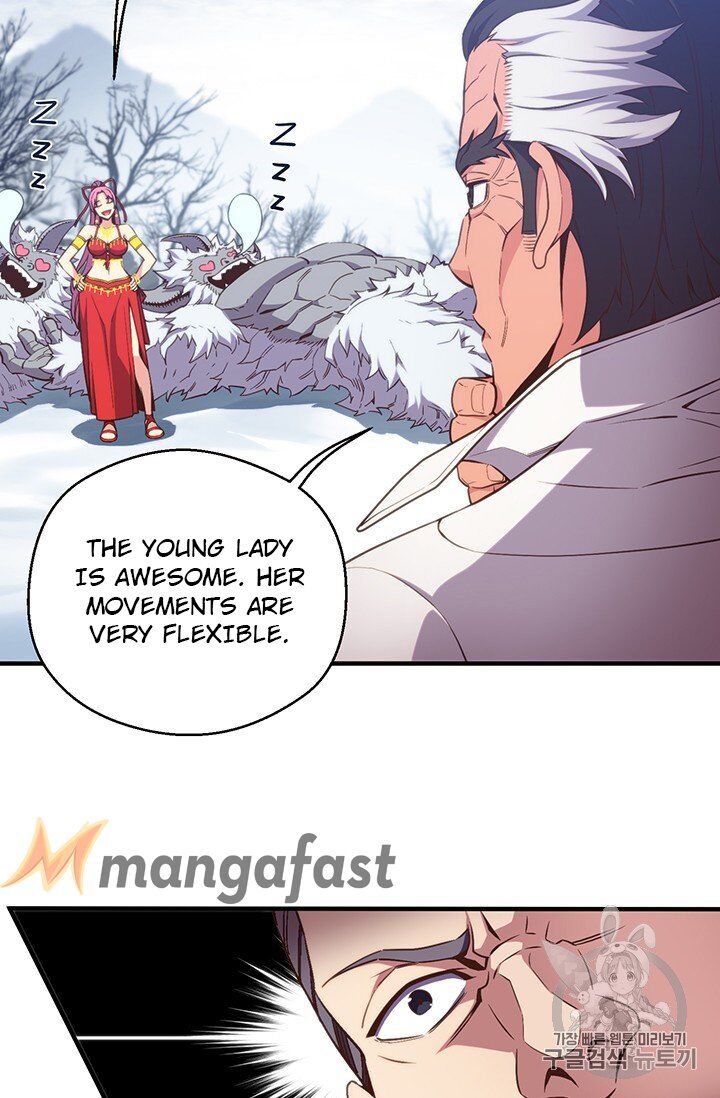 Z
Z
Z
Z
Z
Z
THE YOUNG LADY
IS AWESOME. HER
MOVEMENTS ARE
VERY FLEXIBLE.
mangafast
가장 빠른 웹툰 미리보기
구글검색 뉴토끼